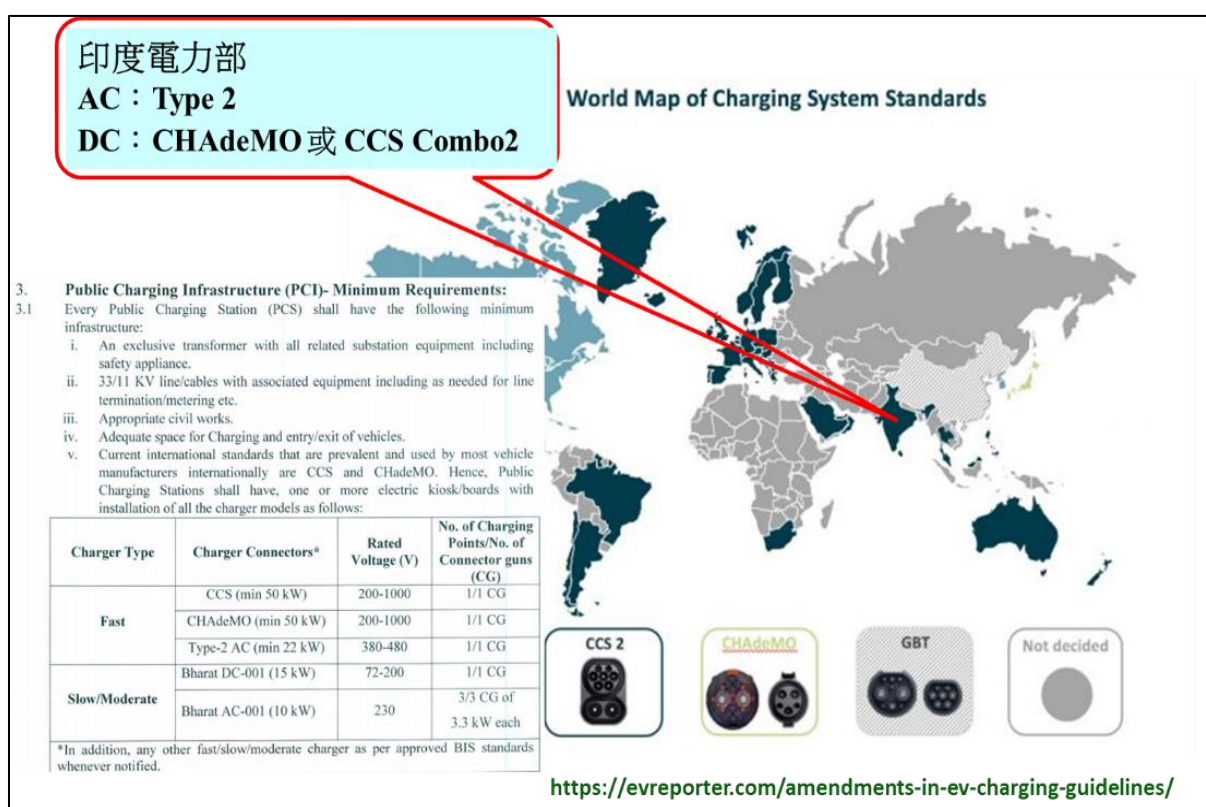 印度電力部
AC：Type 2
DC：CHAdeMO 或 CCS Combo2
World Map of Charging System Standards
3. Public Charging Infrastructure (PCI)- Minimum Requirements:
3.1 Every Public Charging Station (PCS) shall have the following minimum
infrastructure:
i. An exclusive transformer with all related substation equipment including
safety appliance.
ii. 33/11 KV line/cables with associated equipment including as needed for line
termination/metering etc.
iii. Appropriate civil works.
iv. Adequate space for Charging and entry/exit of vehicles.
v. Current international standards that are prevalent and used by most vehicle
manufacturers internationally are CCS and CHadeMO. Hence, Public
Charging Stations shall have, one or more electric kiosk/boards with
installation of all the charger models as follows:
Charger Type Charger Connectors* Rated Voltage (V) No. of Charging Points/No. of Connector guns (CG)
Fast CCS (min 50 kW) 200-1000 1/1 CG
CHAdeMO (min 50 kW) 200-1000 1/1 CG
Type-2 AC (min 22 kW) 380-480 1/1 CG
Slow/Moderate Bharat DC-001 (15 kW) 72-200 1/1 CG
Bharat AC-001 (10 kW) 230 3/3 CG of 3.3 kW each
*In addition, any other fast/slow/moderate charger as per approved BIS standards
whenever notified.
CCS 2
CHAdeMO
GBT
Not decided
https://evreporter.com/amendments-in-ev-charging-guidelines/